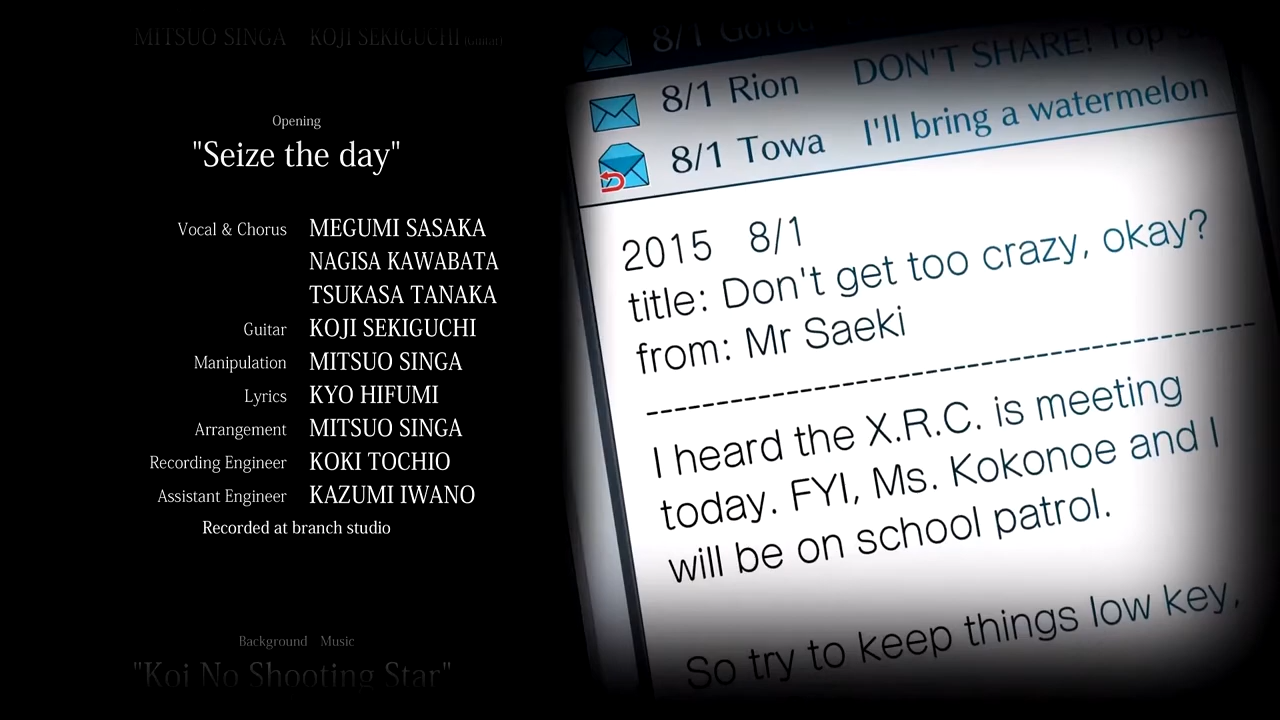 MITSUO SINGA KOJI SEKIGUCHI (Guitar)
Opening
"Seize the day"
Vocal & Chorus MEGUMI SASAKA
NAGISA KAWABATA
TSUKASA TANAKA
Guitar KOJI SEKIGUCHI
Manipulation MITSUO SINGA
Lyrics KYO HIFUMI
Arrangement MITSUO SINGA
Recording Engineer KOKI TOCHIO
Assistant Engineer KAZUMI IWANO
Recorded at branch studio
Background Music
"Koi No Shooting Star"
8/1
8/1 Rion DON'T SHARE! Top
8/1 Towa I'll bring a watermelon
2015 8/1
title: Don't get too crazy, okay?
from: Mr Saeki
I heard the X.R.C. is meeting
today. FYI, Ms. Kokonoe and I
will be on school patrol.
So try to keep things low key,